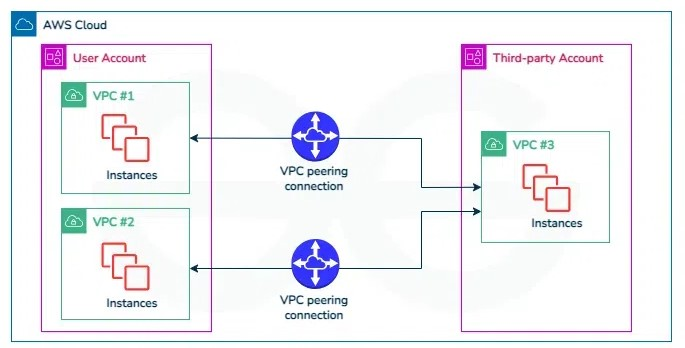 AWS Cloud
User Account
Third-party Account
VPC #1
Instances
VPC peering
connection
VPC #3
Instances
VPC #2
Instances
VPC peering
connection